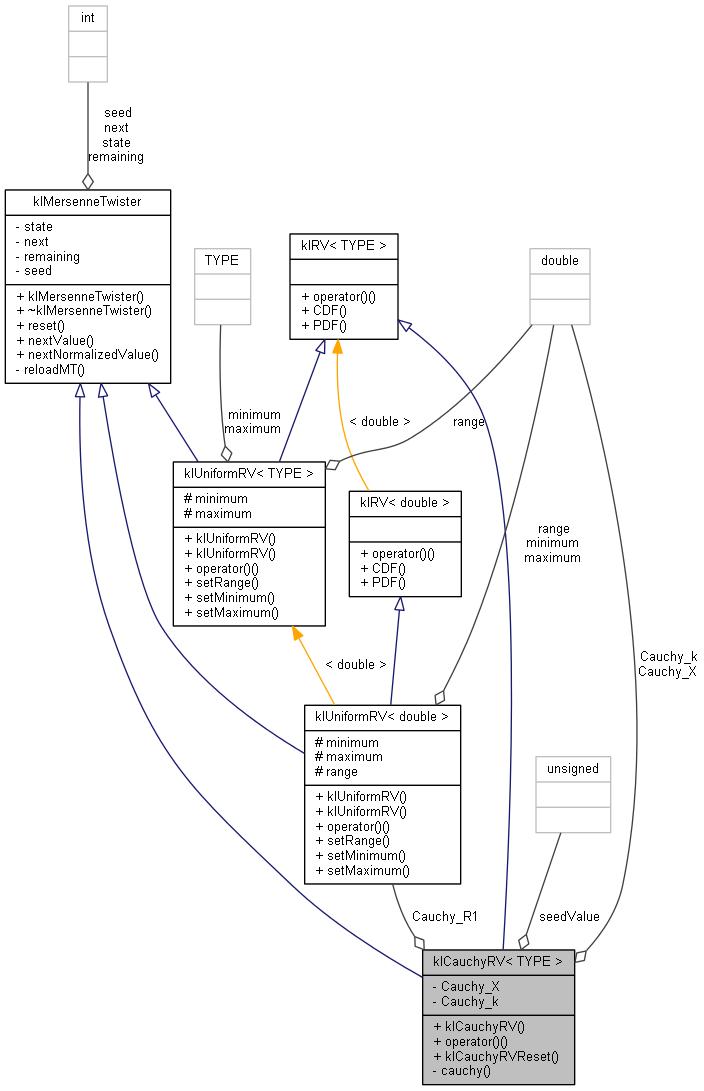 int
seed
next
state
remaining
klMersenneTwister
- state
- next
- remaining
- seed
+ klMersenneTwister()
+ ~klMersenneTwister()
+ reset()
+ nextValue()
+ nextNormalizedValue()
- reloadMT()
TYPE
klRV< TYPE >
+ operator()()
+ CDF()
+ PDF()
double
minimum
maximum
< double >
range
klUniformRV< TYPE >
# minimum
# maximum
+ klUniformRV()
+ klUniformRV()
+ operator()()
+ setRange()
+ setMinimum()
+ setMaximum()
klRV< double >
+ operator()()
+ CDF()
+ PDF()
range
minimum
maximum
< double >
Cauchy_k
Cauchy_X
klUniformRV< double >
# minimum
# maximum
# range
+ klUniformRV()
+ klUniformRV()
+ operator()()
+ setRange()
+ setMinimum()
+ setMaximum()
unsigned
Cauchy_R1
seedValue
klCauchyRV< TYPE >
- Cauchy_X
- Cauchy_k
+ klCauchyRV()
+ operator()()
+ klCauchyRVReset()
- cauchy()